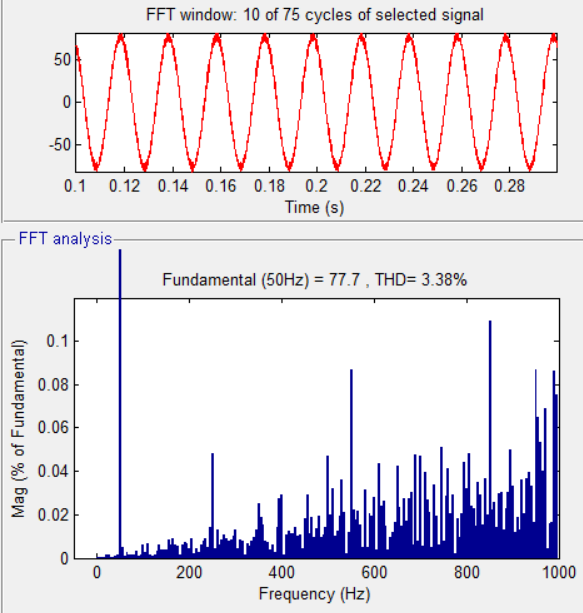 FFT window: 10 of 75 cycles of selected signal
50
0
-50
0.1 0.12 0.14 0.16 0.18 0.2 0.22 0.24 0.26 0.28
Time (s)
FFT analysis
Fundamental (50Hz) = 77.7 , THD= 3.38%
Mag (% of Fundamental)
0.1
0.08
0.06
0.04
0.02
0
0 200 400 600 800 1000
Frequency (Hz)